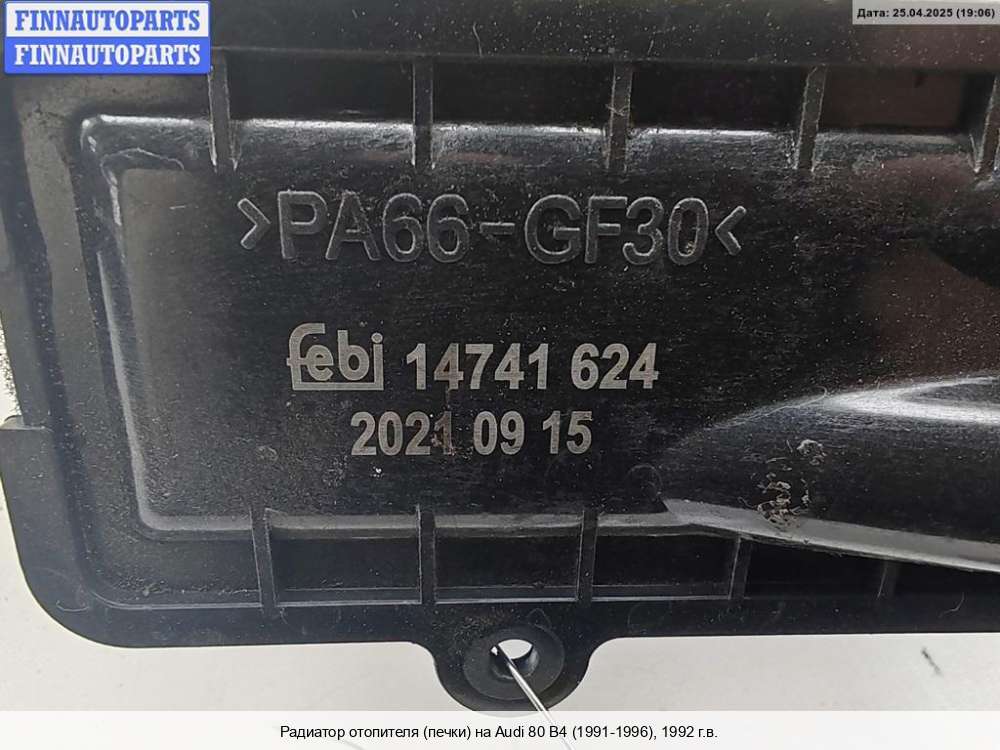 FINNAUTOPARTS
FINNAUTOPARTS
Дата: 25.04.2025 (19:06)
>PA66-GF30<
febi 14741 624
2021 09 15
Радиатор отопителя (печки) на Audi 80 B4 (1991-1996), 1992 г.в.